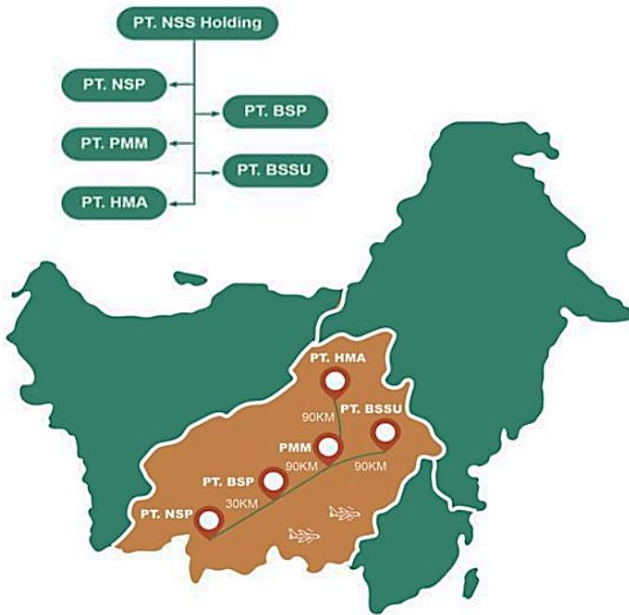 PT. NSS Holding
PT. NSP
PT. BSP
PT. PMM
PT. BSSU
PT. HMA
PT. HMA
PT. BSSU
90KM
PMM
90KM
90KM
PT. BSP
30KM
PT. NSP